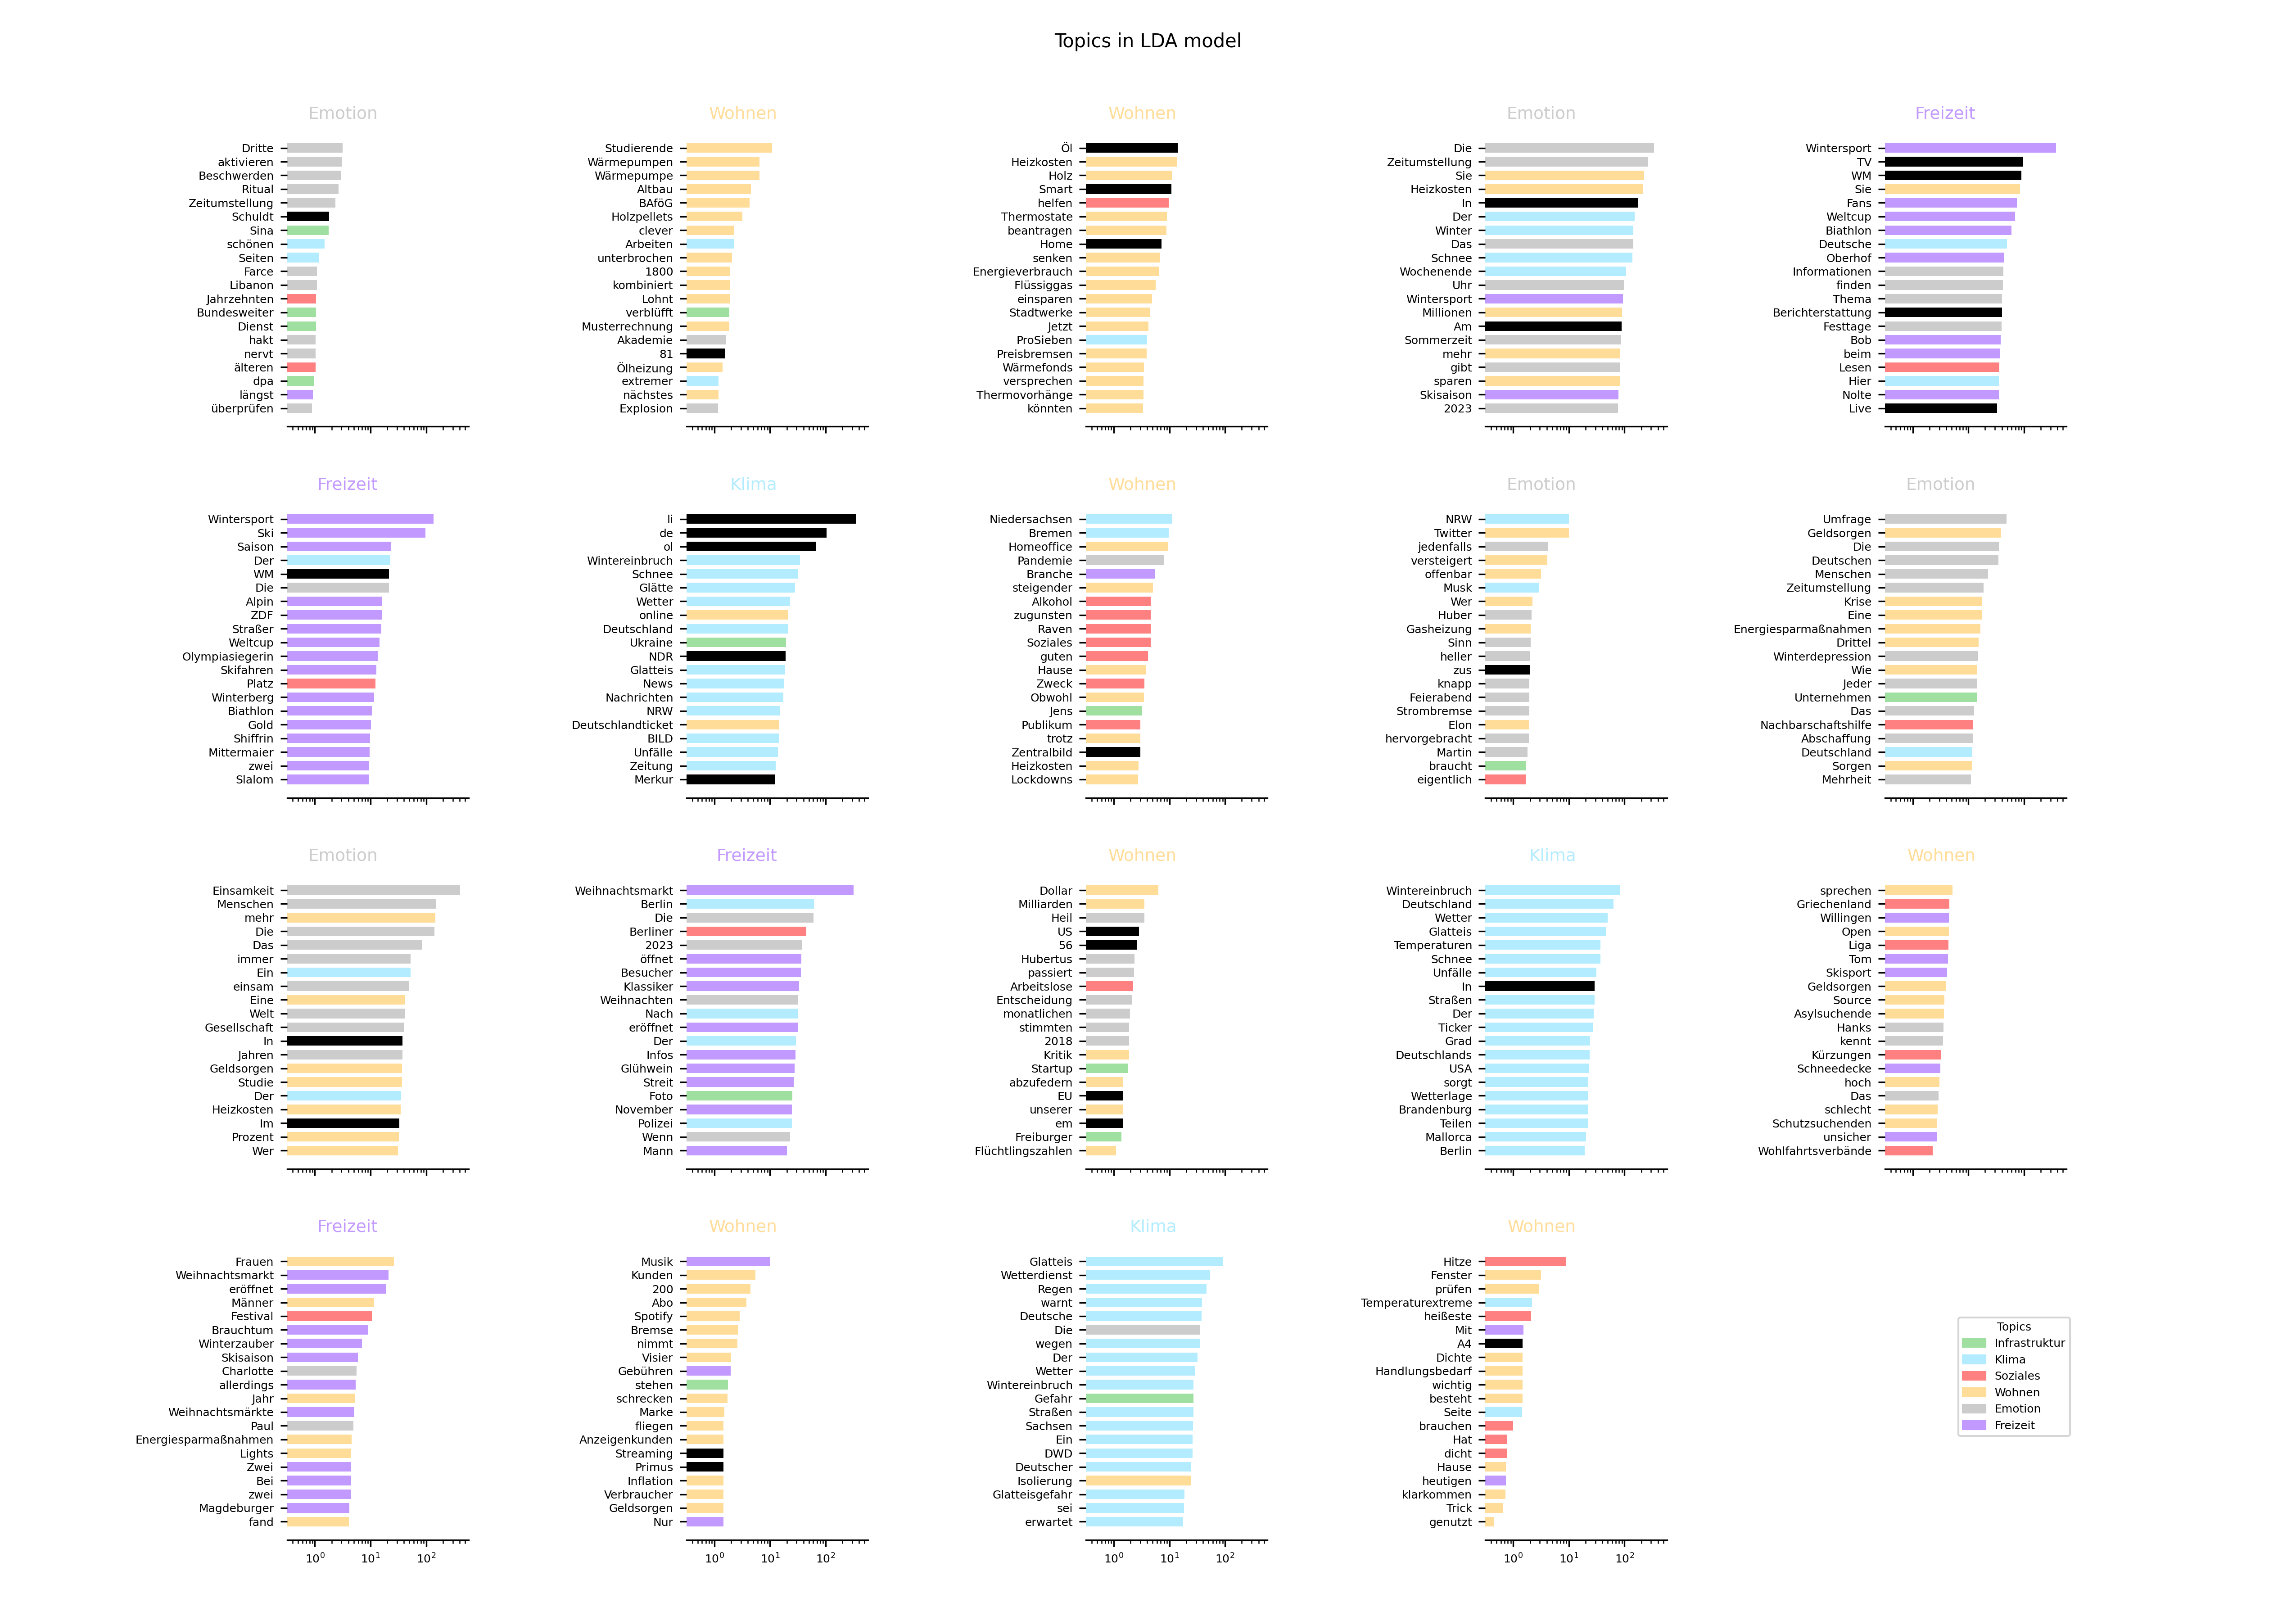 Topics in LDA model
Emotion
Dritte
aktivieren
Beschwerden
Ritual
Zeitumstellung
Schuldt
Sina
schönen
Seiten
Farce
Libanon
Jahrzehnten
Bundesweiter
Dienst
hakt
nervt
älteren
dpa
längst
überprüfen
Wohnen
Studierende
Wärmepumpen
Wärmepumpe
Altbau
BAföG
Holzpellets
clever
Arbeiten
unterbrochen
1800
kombiniert
Lohnt
verblüfft
Musterrechnung
Akademie
81
Ölheizung
extremer
nächstes
Explosion
Wohnen
Öl
Heizkosten
Holz
Smart
helfen
Thermostate
beantragen
Home
senken
Energieverbrauch
Flüssiggas
einsparen
Stadtwerke
Jetzt
ProSieben
Preisbremsen
Wärmefonds
versprechen
Thermovorhänge
könnten
Emotion
Die
Zeitumstellung
Sie
Heizkosten
In
Der
Winter
Das
Schnee
Wochenende
Uhr
Wintersport
Millionen
Am
Sommerzeit
mehr
gibt
sparen
Skisaison
2023
Freizeit
Wintersport
TV
WM
Sie
Fans
Weltcup
Biathlon
Deutsche
Oberhof
Informationen
finden
Thema
Berichterstattung
Festtage
Bob
beim
Lesen
Hier
Nolte
Live
Freizeit
Wintersport
Ski
Saison
Der
WM
Die
Alpin
ZDF
Straßer
Weltcup
Olympiasiegerin
Skifahren
Platz
Winterberg
Biathlon
Gold
Shiffrin
Mittermaier
zwei
Slalom
Klima
li
de
ol
Wintereinbruch
Schnee
Glätte
Wetter
online
Deutschland
Ukraine
NDR
Glatteis
News
Nachrichten
NRW
Deutschlandticket
BILD
Unfälle
Zeitung
Merkur
Wohnen
Niedersachsen
Bremen
Homeoffice
Pandemie
Branche
steigender
Alkohol
zugunsten
Raven
Soziales
guten
Hause
Zweck
Obwohl
Jens
Publikum
trotz
Zentralbild
Heizkosten
Lockdowns
Emotion
NRW
Twitter
jedenfalls
versteigert
offenbar
Musk
Wer
Huber
Gasheizung
Sinn
heller
zus
knapp
Feierabend
Strombremse
Elon
hervorgebracht
Martin
braucht
eigentlich
Emotion
Umfrage
Geldsorgen
Die
Deutschen
Menschen
Zeitumstellung
Krise
Eine
Energiesparmaßnahmen
Drittel
Winterdepression
Wie
Jeder
Unternehmen
Das
Nachbarschaftshilfe
Abschaffung
Deutschland
Sorgen
Mehrheit
Emotion
Einsamkeit
Menschen
mehr
Die
Das
immer
Ein
einsam
Eine
Welt
Gesellschaft
In
Jahren
Geldsorgen
Studie
Der
Heizkosten
Im
Prozent
Wer
Freizeit
Weihnachtsmarkt
Berlin
Die
Berliner
2023
öffnet
Besucher
Klassiker
Weihnachten
Nach
eröffnet
Der
Infos
Glühwein
Streit
Foto
November
Polizei
Wenn
Mann
Wohnen
Dollar
Milliarden
Heil
US
56
Hubertus
passiert
Arbeitslose
Entscheidung
monatlichen
stimmten
2018
Kritik
Startup
abzufedern
EU
unserer
em
Freiburger
Flüchtlingszahlen
Klima
Wintereinbruch
Deutschland
Wetter
Glatteis
Temperaturen
Schnee
Unfälle
In
Straßen
Der
Ticker
Grad
Deutschlands
USA
sorgt
Wetterlage
Brandenburg
Teilen
Mallorca
Berlin
Wohnen
sprechen
Griechenland
Willingen
Open
Liga
Tom
Skisport
Geldsorgen
Source
Asylsuchende
Hanks
kennt
Kürzungen
Schneedecke
hoch
Das
schlecht
Schutzsuchenden
unsicher
Wohlfahrtsverbände
Freizeit
Frauen
Weihnachtsmarkt
eröffnet
Männer
Festival
Brauchtum
Winterzauber
Skisaison
Charlotte
allerdings
Jahr
Weihnachtsmärkte
Paul
Energiesparmaßnahmen
Lights
Zwei
Bei
zwei
Magdeburger
fand
10⁰ 10¹ 10²
Wohnen
Musik
Kunden
200
Abo
Spotify
Bremse
nimmt
Visier
Gebühren
stehen
schrecken
Marke
fliegen
Anzeigenkunden
Streaming
Primus
Inflation
Verbraucher
Geldsorgen
Nur
10⁰ 10¹ 10²
Klima
Glatteis
Wetterdienst
Regen
warnt
Deutsche
Die
wegen
Der
Wetter
Wintereinbruch
Gefahr
Straßen
Sachsen
Ein
DWD
Deutscher
Isolierung
Glatteisgefahr
sei
erwartet
10⁰ 10¹ 10²
Wohnen
Hitze
Fenster
prüfen
Temperaturextreme
heißeste
Mit
A4
Dichte
Handlungsbedarf
wichtig
besteht
Seite
brauchen
Hat
dicht
Hause
heutigen
klarkommen
Trick
genutzt
10⁰ 10¹ 10²
Topics
Infrastruktur
Klima
Soziales
Wohnen
Emotion
Freizeit